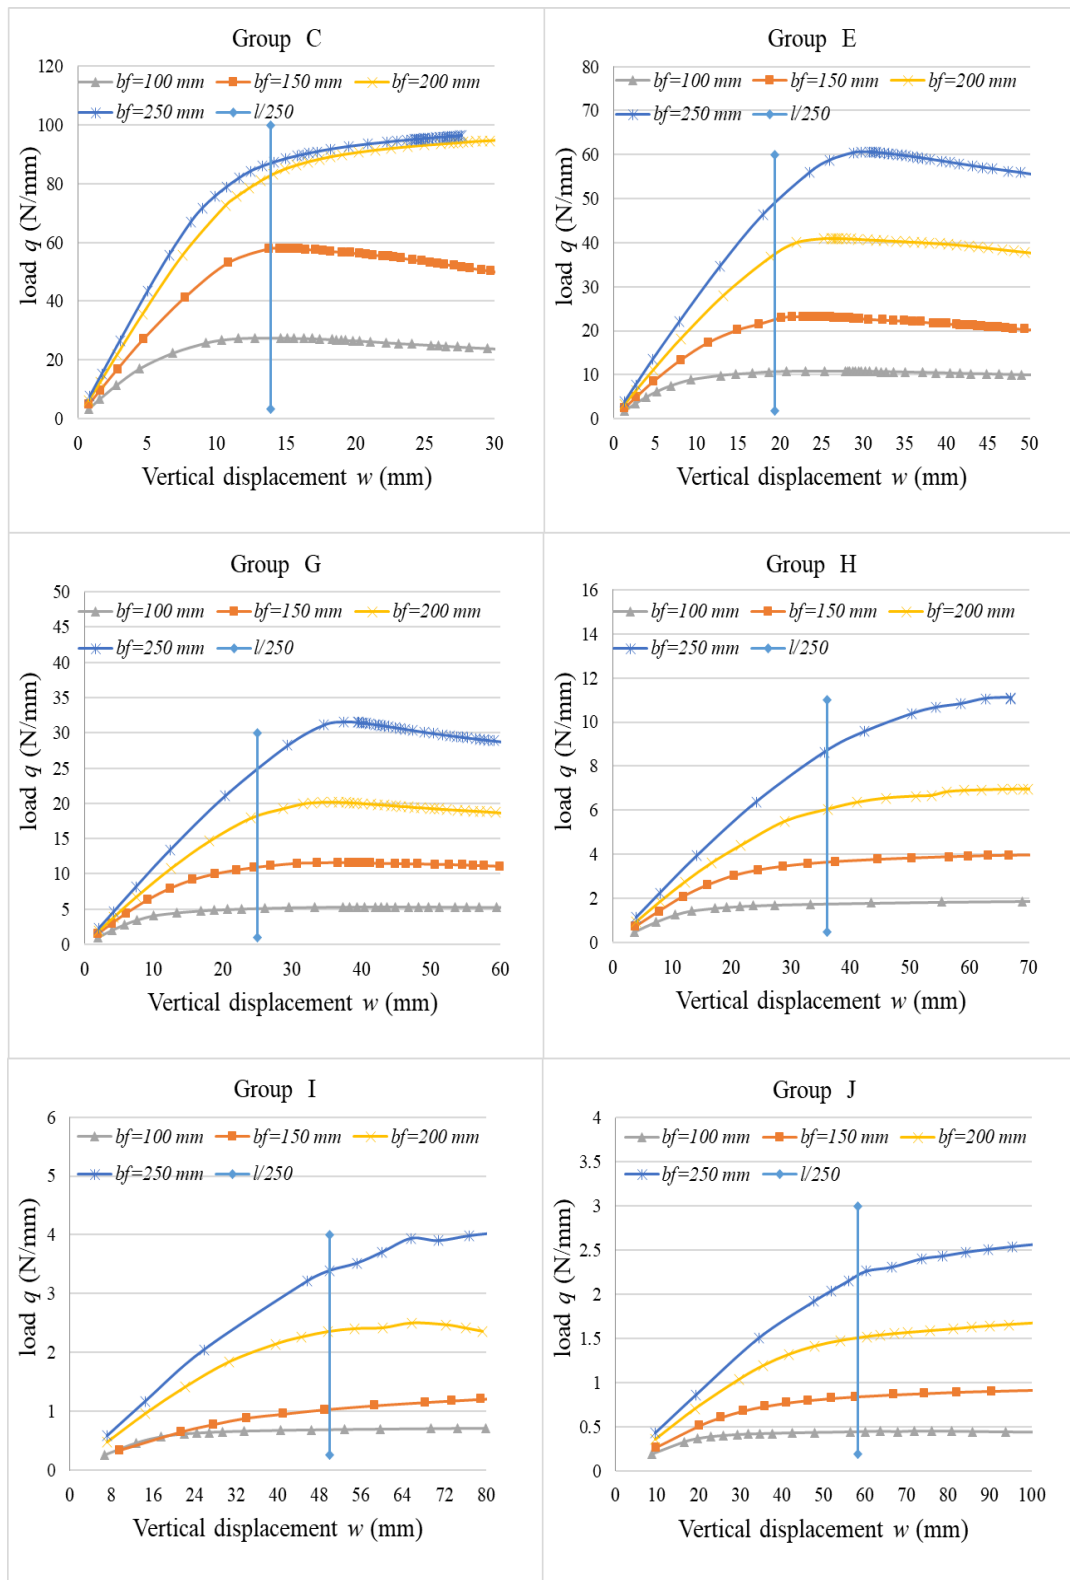 Group C
120
100
80
60
40
20
0
bf=100 mm bf=150 mm bf=200 mm
bf=250 mm l/250
load q (N/mm)
0 5 10 15 20 25 30
Vertical displacement w (mm)
Group E
80
70
60
50
40
30
20
10
0
bf=100 mm bf=150 mm bf=200 mm
bf=250 mm l/250
load q (N/mm)
0 5 10 15 20 25 30 35 40 45 50
Vertical displacement w (mm)
Group G
50
45
40
35
30
25
20
15
10
5
0
bf=100 mm bf=150 mm bf=200 mm
bf=250 mm l/250
load q (N/mm)
0 10 20 30 40 50 60
Vertical displacement w (mm)
Group H
16
14
12
10
8
6
4
2
0
bf=100 mm bf=150 mm bf=200 mm
bf=250 mm l/250
load q (N/mm)
0 10 20 30 40 50 60 70
Vertical displacement w (mm)
Group I
6
5
4
3
2
1
0
bf=100 mm bf=150 mm bf=200 mm
bf=250 mm l/250
load q (N/mm)
0 8 16 24 32 40 48 56 64 72 80
Vertical displacement w (mm)
Group J
4
3.5
3
2.5
2
1.5
1
0.5
0
bf=100 mm bf=150 mm bf=200 mm
bf=250 mm l/250
load q (N/mm)
0 10 20 30 40 50 60 70 80 90 100
Vertical displacement w (mm)